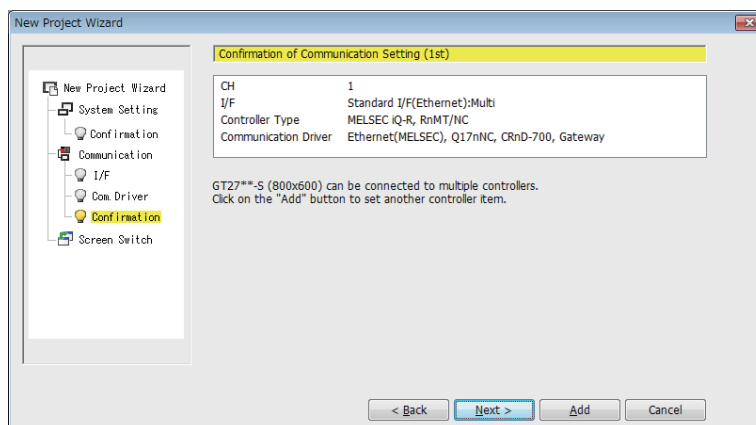 New Project Wizard
New Project Wizard
System Setting
Confirmation
Communication
I/F
Com. Driver
Confirmation
Screen Switch
Confirmation of Communication Setting (1st)
CH 1
I/F Standard I/F(Ethernet):Multi
Controller Type MELSEC iQ-R, RnMT/NC
Communication Driver Ethernet(MELSEC), Q17nNC, CRnD-700, Gateway
GT27**-S (800x600) can be connected to multiple controllers.
Click on the "Add" button to set another controller item.
< Back Next > Add Cancel